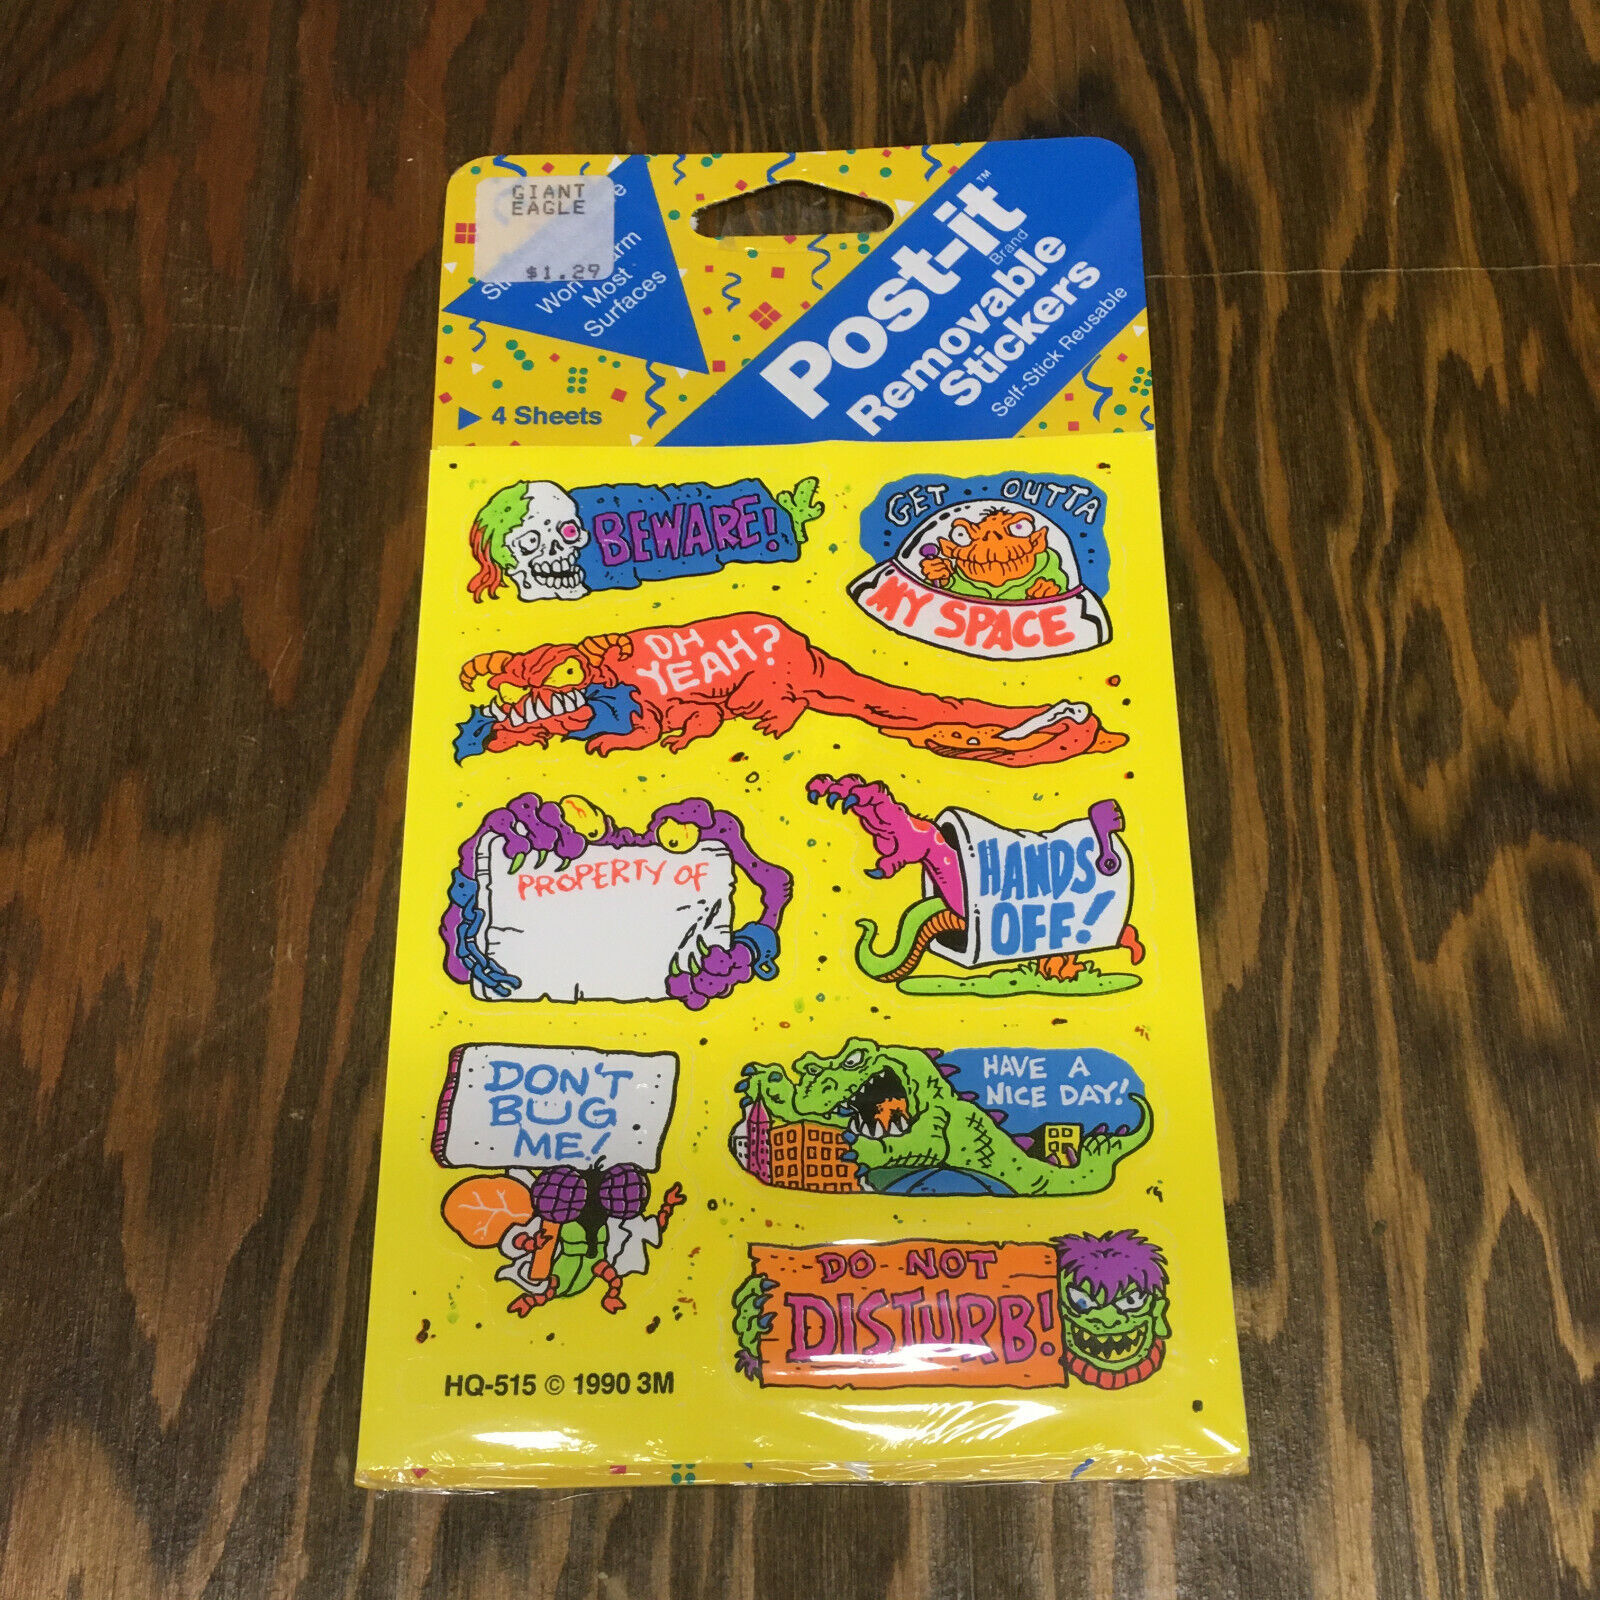 GIANT
EAGLE
$1.29
Won
Most
Surfaces
4 Sheets
Post-it™
Brand
Removable
Stickers
Self-Stick Reusable
BEWARE!
GET OUTTA
MY SPACE
OH
YEAH?
PROPERTY OF
HANDS
OFF!
DON'T
BUG
ME!
HAVE A
NICE DAY!
DO NOT
DISTURB!
HQ-515 © 1990 3M